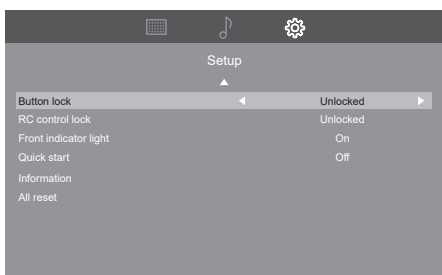 Setup
Button lock Unlocked
RC control lock Unlocked
Front indicator light On
Quick start Off
Information
All reset